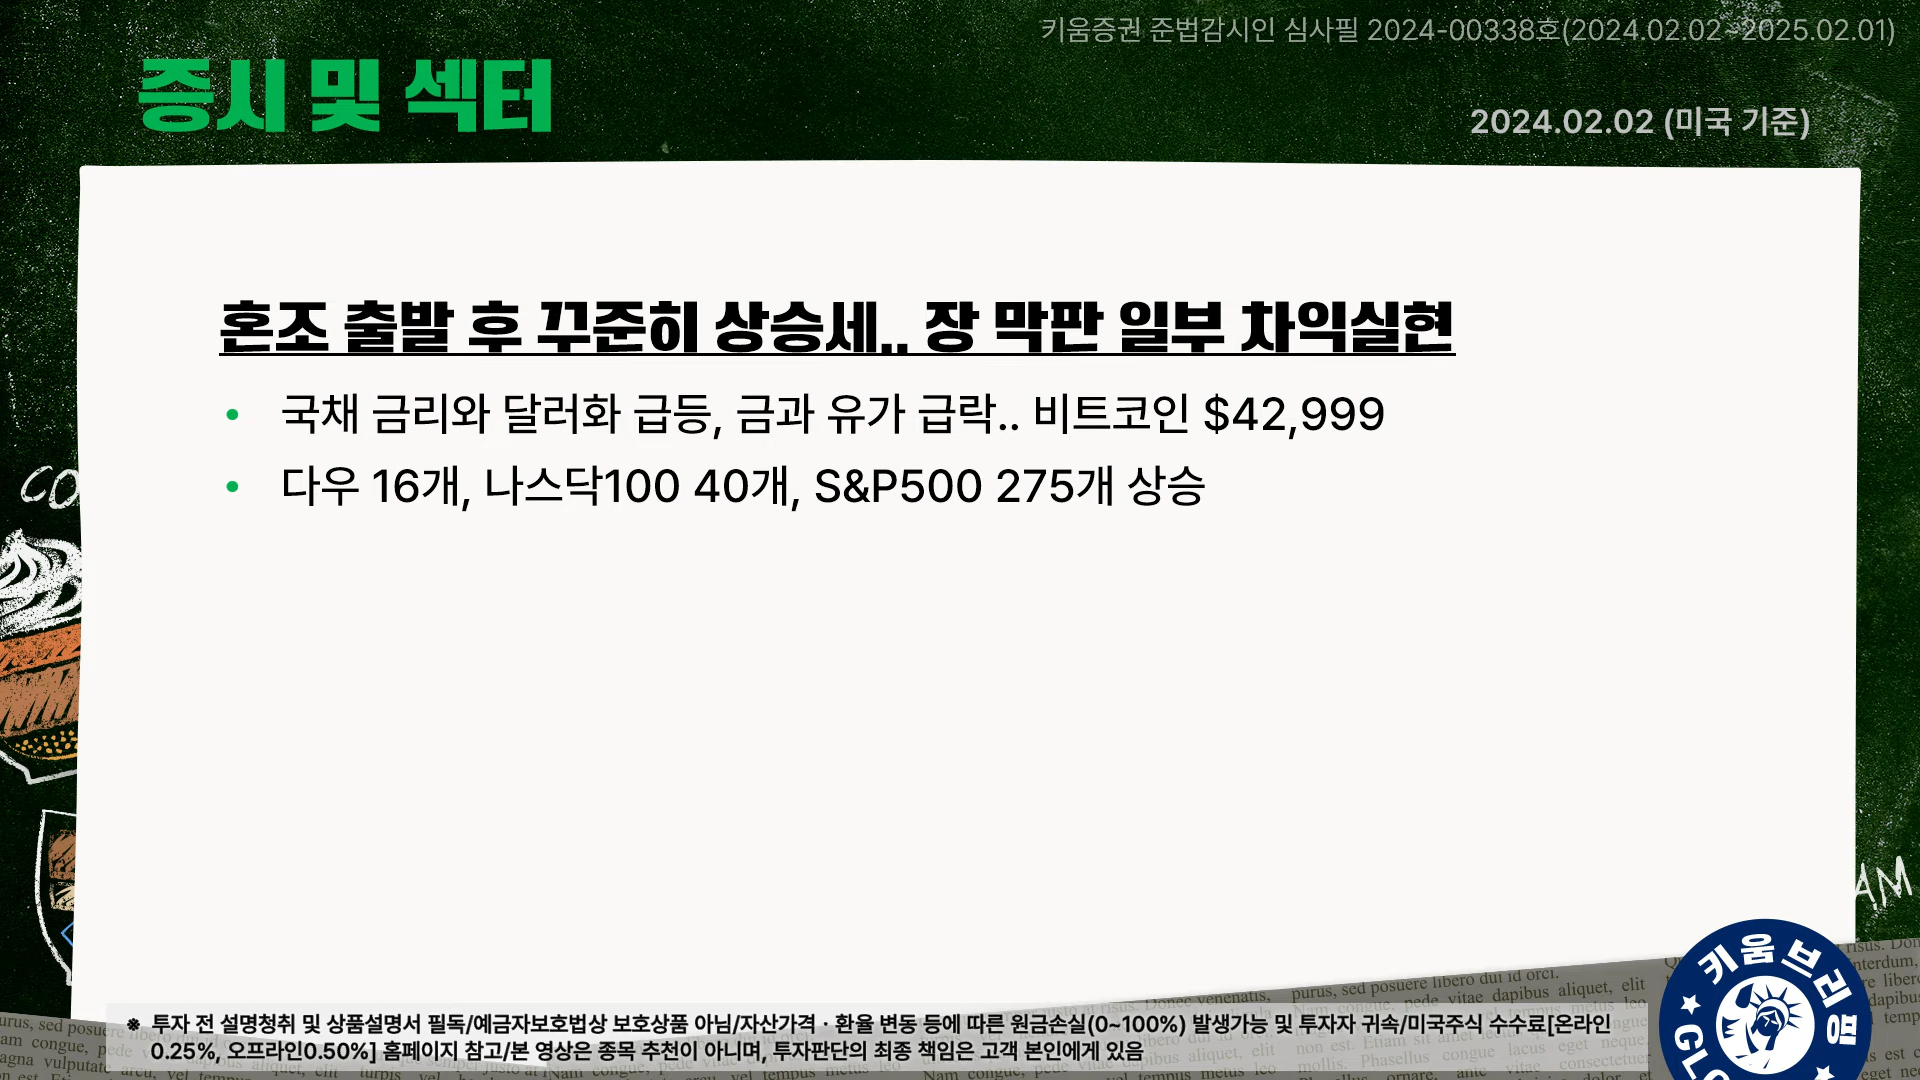 키움증권 준법감시인 심사필 2024-00338호(2024.02.02~2025.02.01)
증시 및 섹터
2024.02.02 (미국 기준)
혼조 출발 후 꾸준히 상승세.. 장 막판 일부 차익실현
• 국채 금리와 달러화 급등, 금과 유가 급락.. 비트코인 $42,999
• 다우 16개, 나스닥100 40개, S&P500 275개 상승
CO
AM
키움 브리핑
GLO
※ 투자 전 설명청취 및 상품설명서 필독/예금자보호법상 보호상품 아님/자산가격 · 환율 변동 등에 따른 원금손실(0~100%) 발생가능 및 투자자 귀속/미국주식 수수료[온라인
0.25%, 오프라인0.50%] 홈페이지 참고/본 영상은 종목 추천이 아니며, 투자판단의 최종 책임은 고객 본인에게 있음